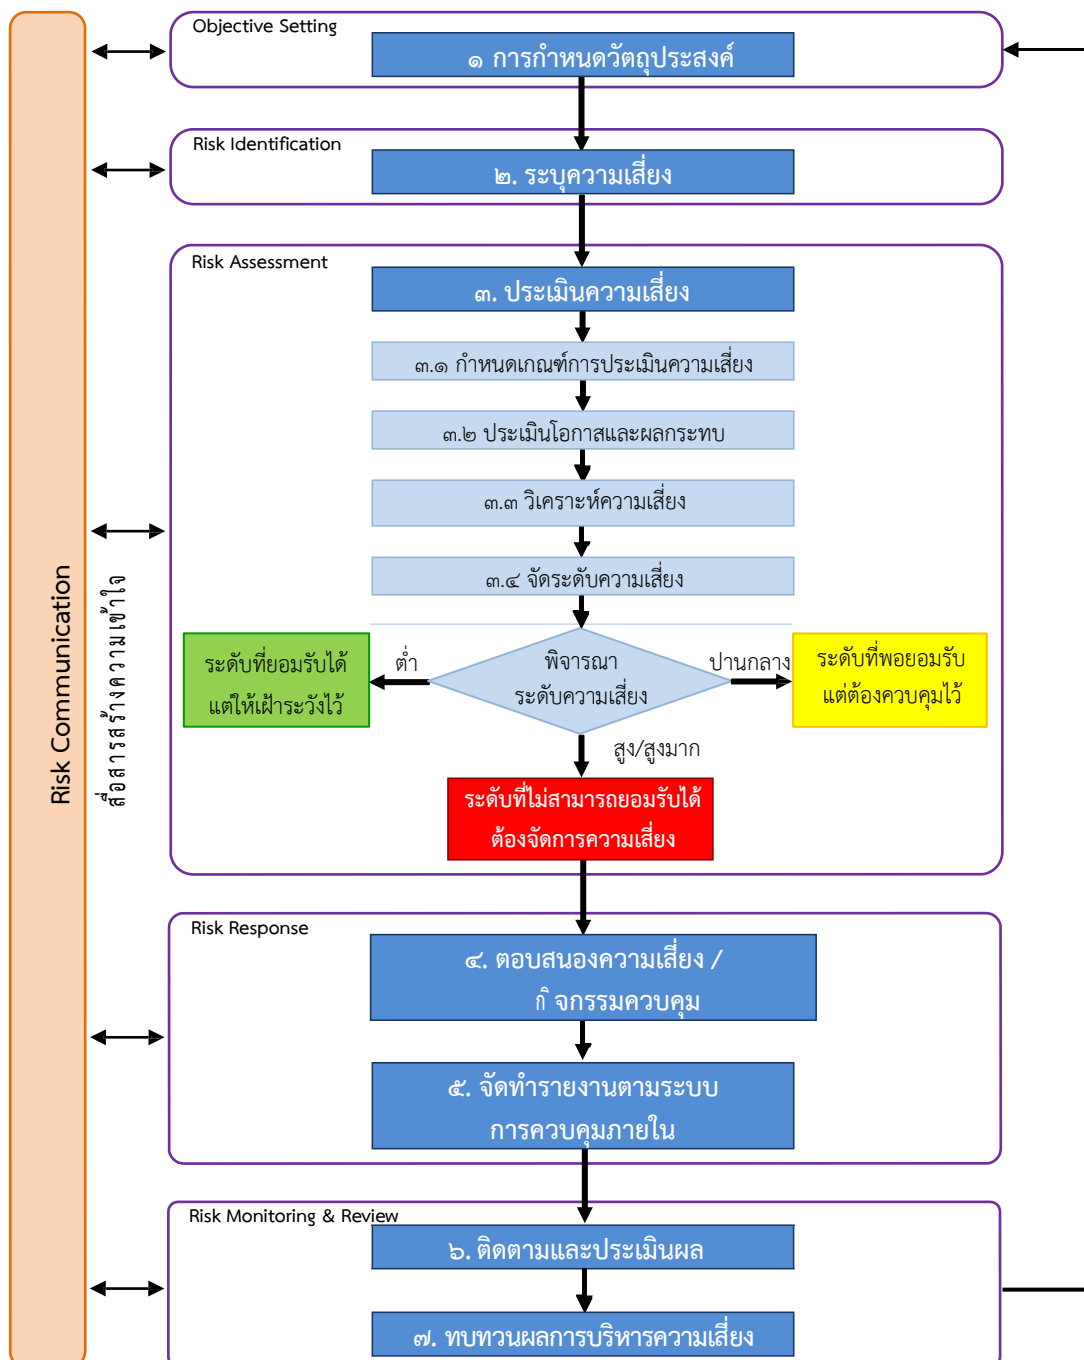 Objective Setting
๑ การกำหนดวัตถุประสงค์
Risk Identification
๒. ระบุความเสี่ยง
Risk Assessment
๓. ประเมินความเสี่ยง
๓.๑ กำหนดเกณฑ์การประเมินความเสี่ยง
๓.๒ ประเมินโอกาสและผลกระทบ
๓.๓ วิเคราะห์ความเสี่ยง
๓.๔ จัดระดับความเสี่ยง
ระดับที่ยอมรับได้
แต่ให้เฝ้าระวังไว้
ต่ำ
พิจารณา
ระดับความเสี่ยง
ปานกลาง
ระดับที่พอยอมรับ
แต่ต้องควบคุมไว้
สูง/สูงมาก
ระดับที่ไม่สามารถยอมรับได้
ต้องจัดการความเสี่ยง
Risk Communication
สื่อสารสร้างความเข้าใจ
Risk Response
๔. ตอบสนองความเสี่ยง /
กิจกรรมควบคุม
๕. จัดทำรายงานตามระบบ
การควบคุมภายใน
Risk Monitoring & Review
๖. ติดตามและประเมินผล
๗. ทบทวนผลการบริหารความเสี่ยง